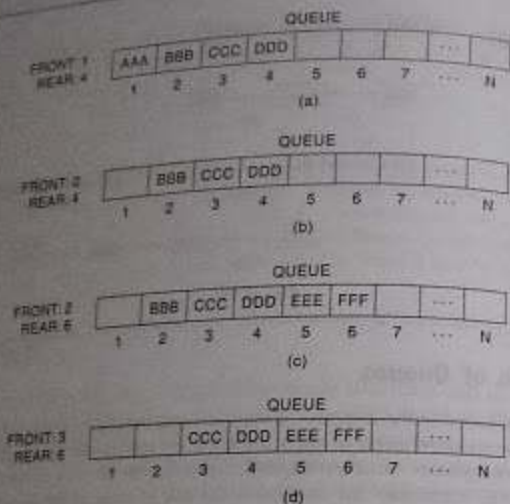 QUEUE
FRONT: 1 AAA BBB CCC DDD ...
REAR: 4
1 2 3 4 5 6 7 ... N
(a)
QUEUE
FRONT: 2 BBB CCC DDD ...
REAR: 4
1 2 3 4 5 6 7 ... N
(b)
QUEUE
FRONT: 2 BBB CCC DDD EEE FFF ...
REAR: 6
1 2 3 4 5 6 7 ... N
(c)
QUEUE
FRONT: 3 CCC DDD EEE FFF ...
REAR: 6
1 2 3 4 5 6 7 ... N
(d)